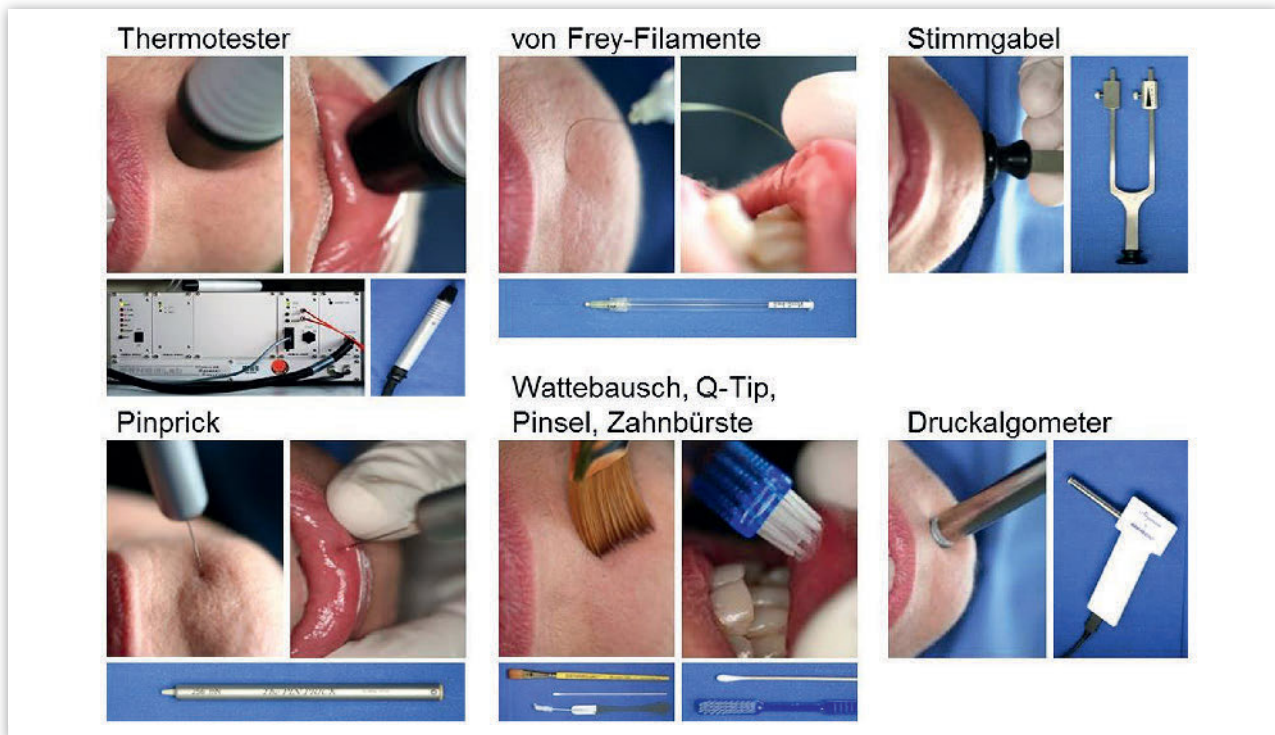 Thermotester
von Frey-Filamente
Stimmgabel
Pinprick
Wattebausch, Q-Tip,
Pinsel, Zahnbürste
Druckalgometer